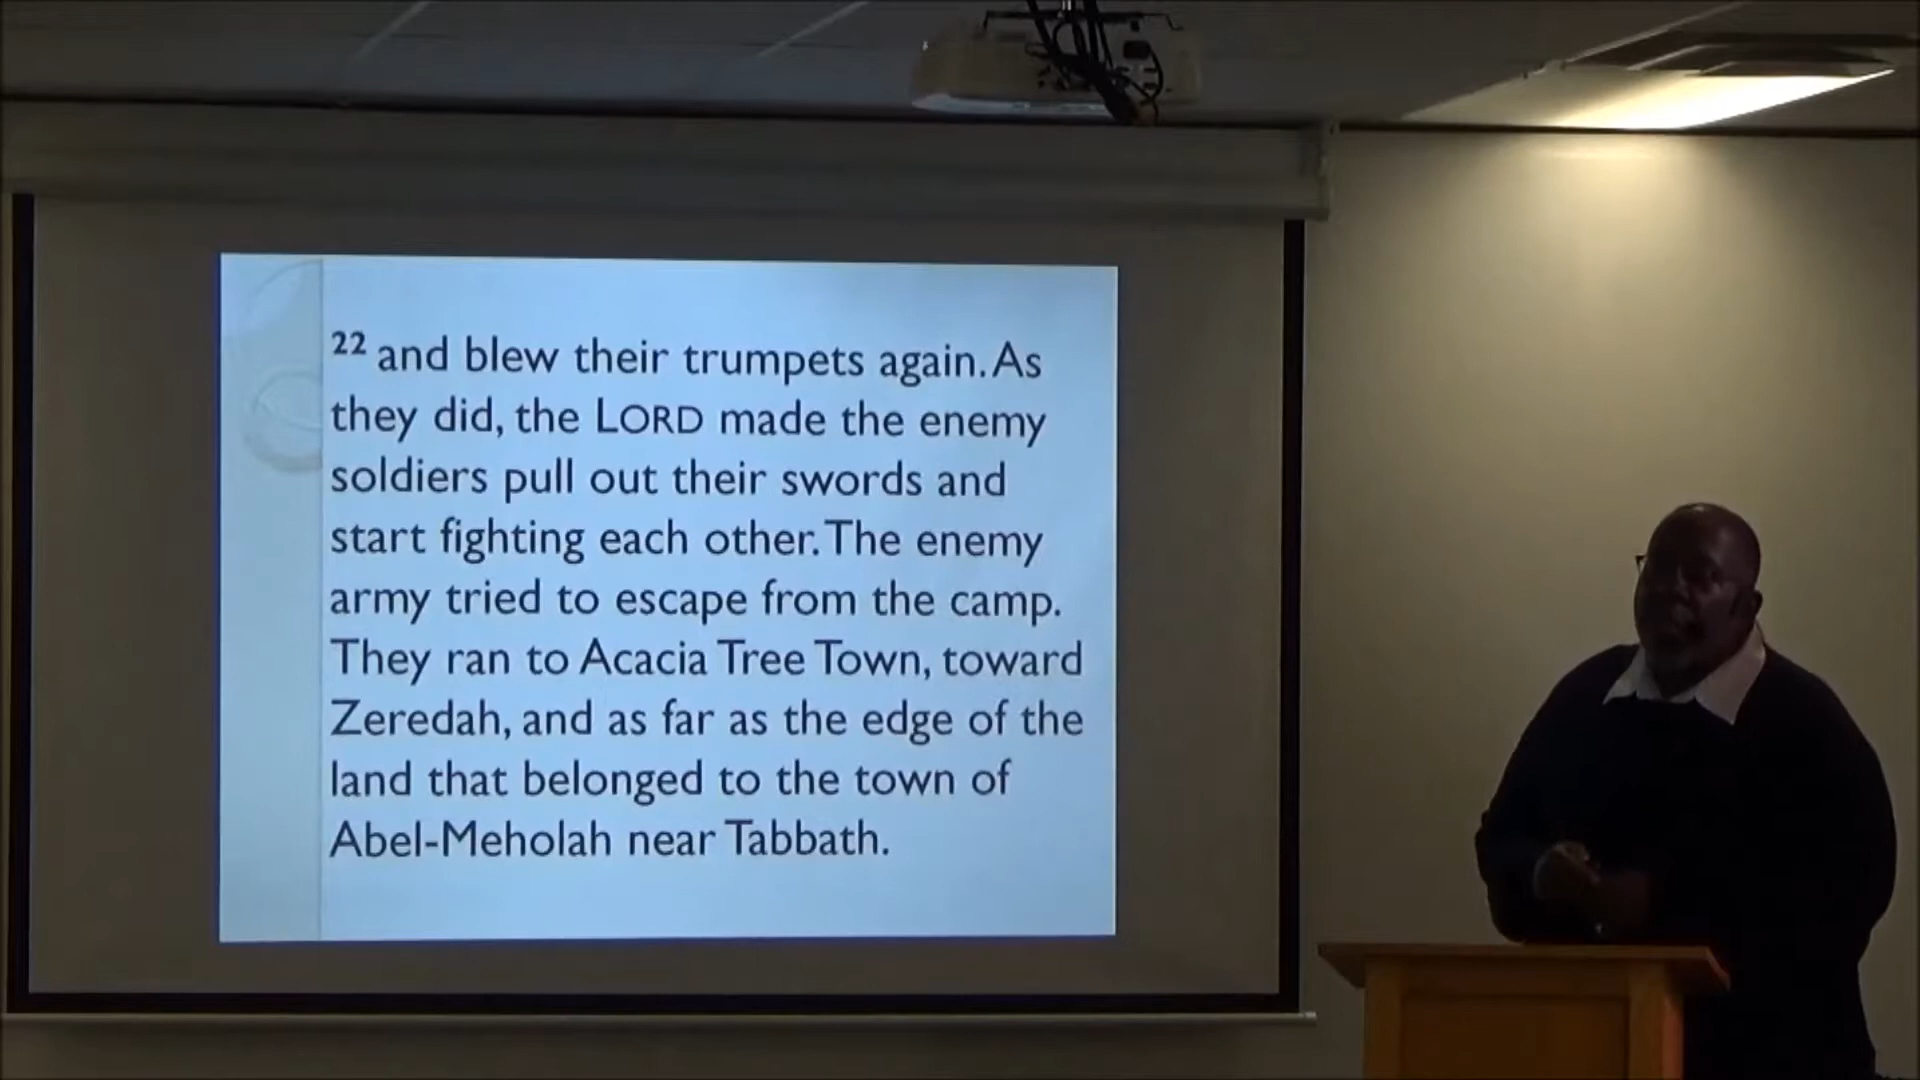 22 and blew their trumpets again. As
they did, the LORD made the enemy
soldiers pull out their swords and
start fighting each other. The enemy
army tried to escape from the camp.
They ran to Acacia Tree Town, toward
Zeredah, and as far as the edge of the
land that belonged to the town of
Abel-Meholah near Tabbath.